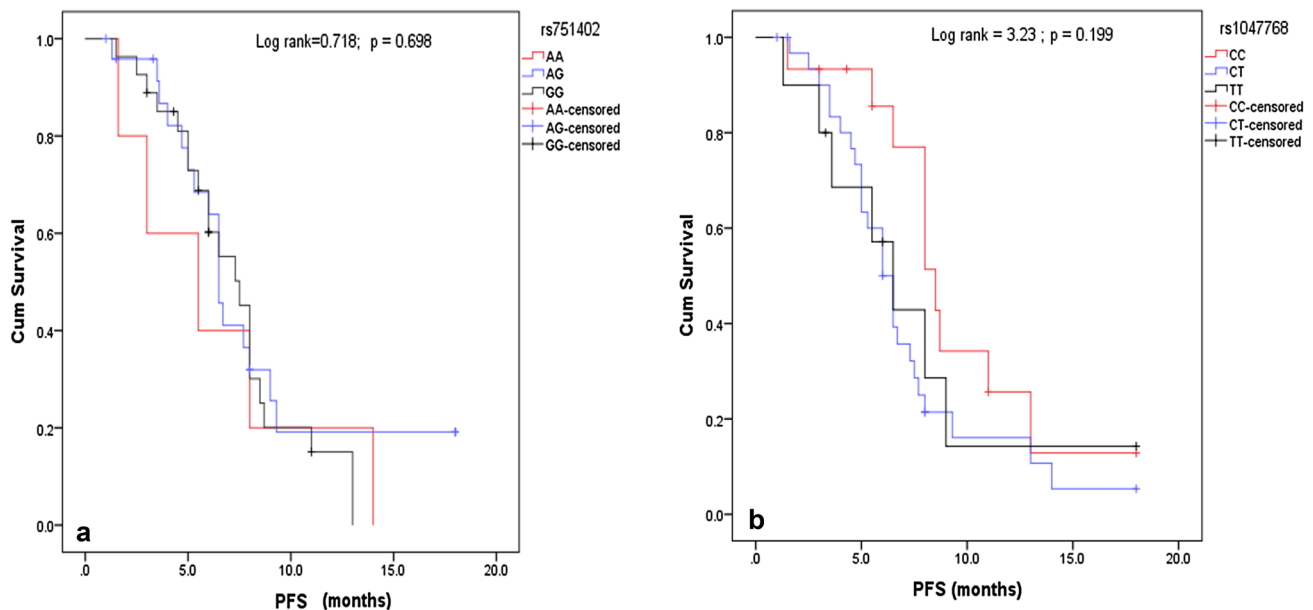 rs751402
Log rank=0.718; p = 0.698
AA
AG
GG
AA-censored
AG-censored
GG-censored
Cum Survival
1.0
0.8
0.6
0.4
0.2
0.0
a
.0 5.0 10.0 15.0 20.0
PFS (months)
rs1047768
Log rank = 3.23 ; p = 0.199
CC
CT
TT
CC-censored
CT-censored
TT-censored
Cum Survival
1.0
0.8
0.6
0.4
0.2
0.0
b
.0 5.0 10.0 15.0 20.0
PFS (months)